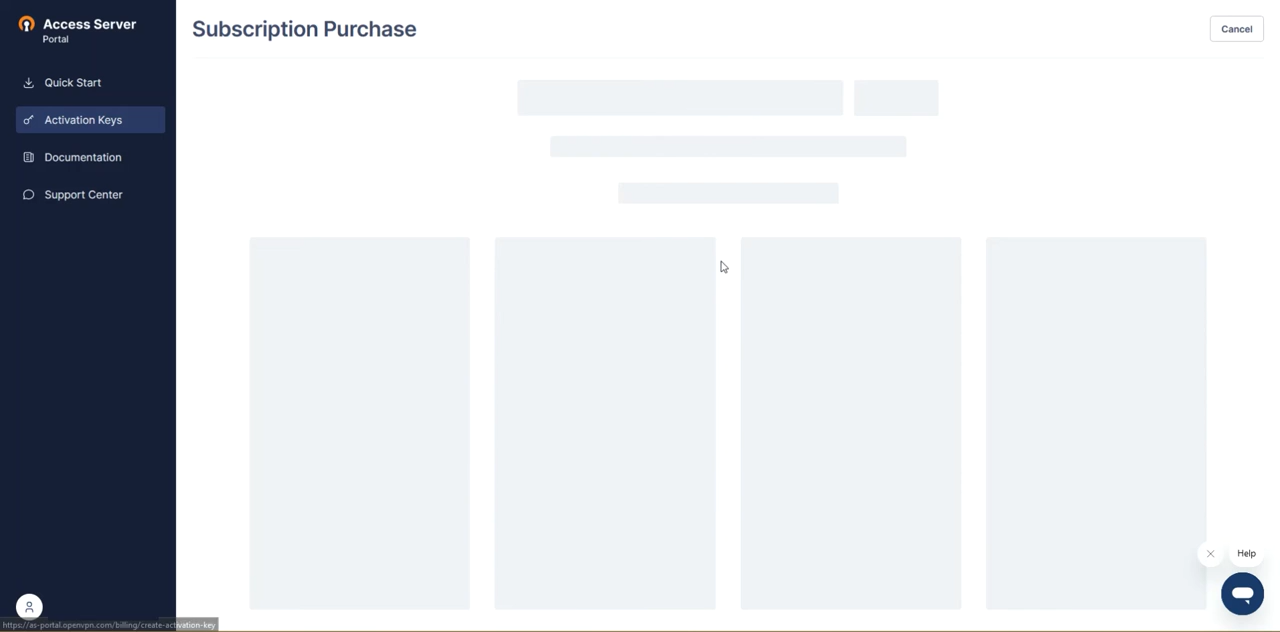 Access Server
Portal
Quick Start
Activation Keys
Documentation
Support Center
Subscription Purchase
Cancel
Help
https://as-portal.openvpn.com/billing/create-activation-key